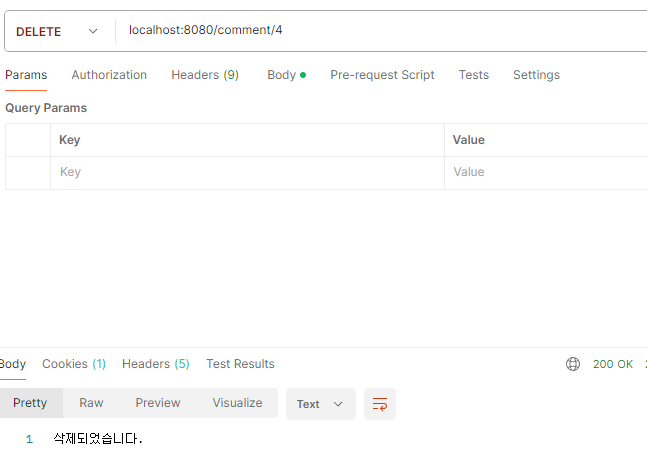 DELETE localhost:8080/comment/4
Params Authorization Headers (9) Body Pre-request Script Tests Settings
Query Params
Key Value
Key Value
Body Cookies (1) Headers (5) Test Results 200 OK
Pretty Raw Preview Visualize Text
1 삭제되었습니다.